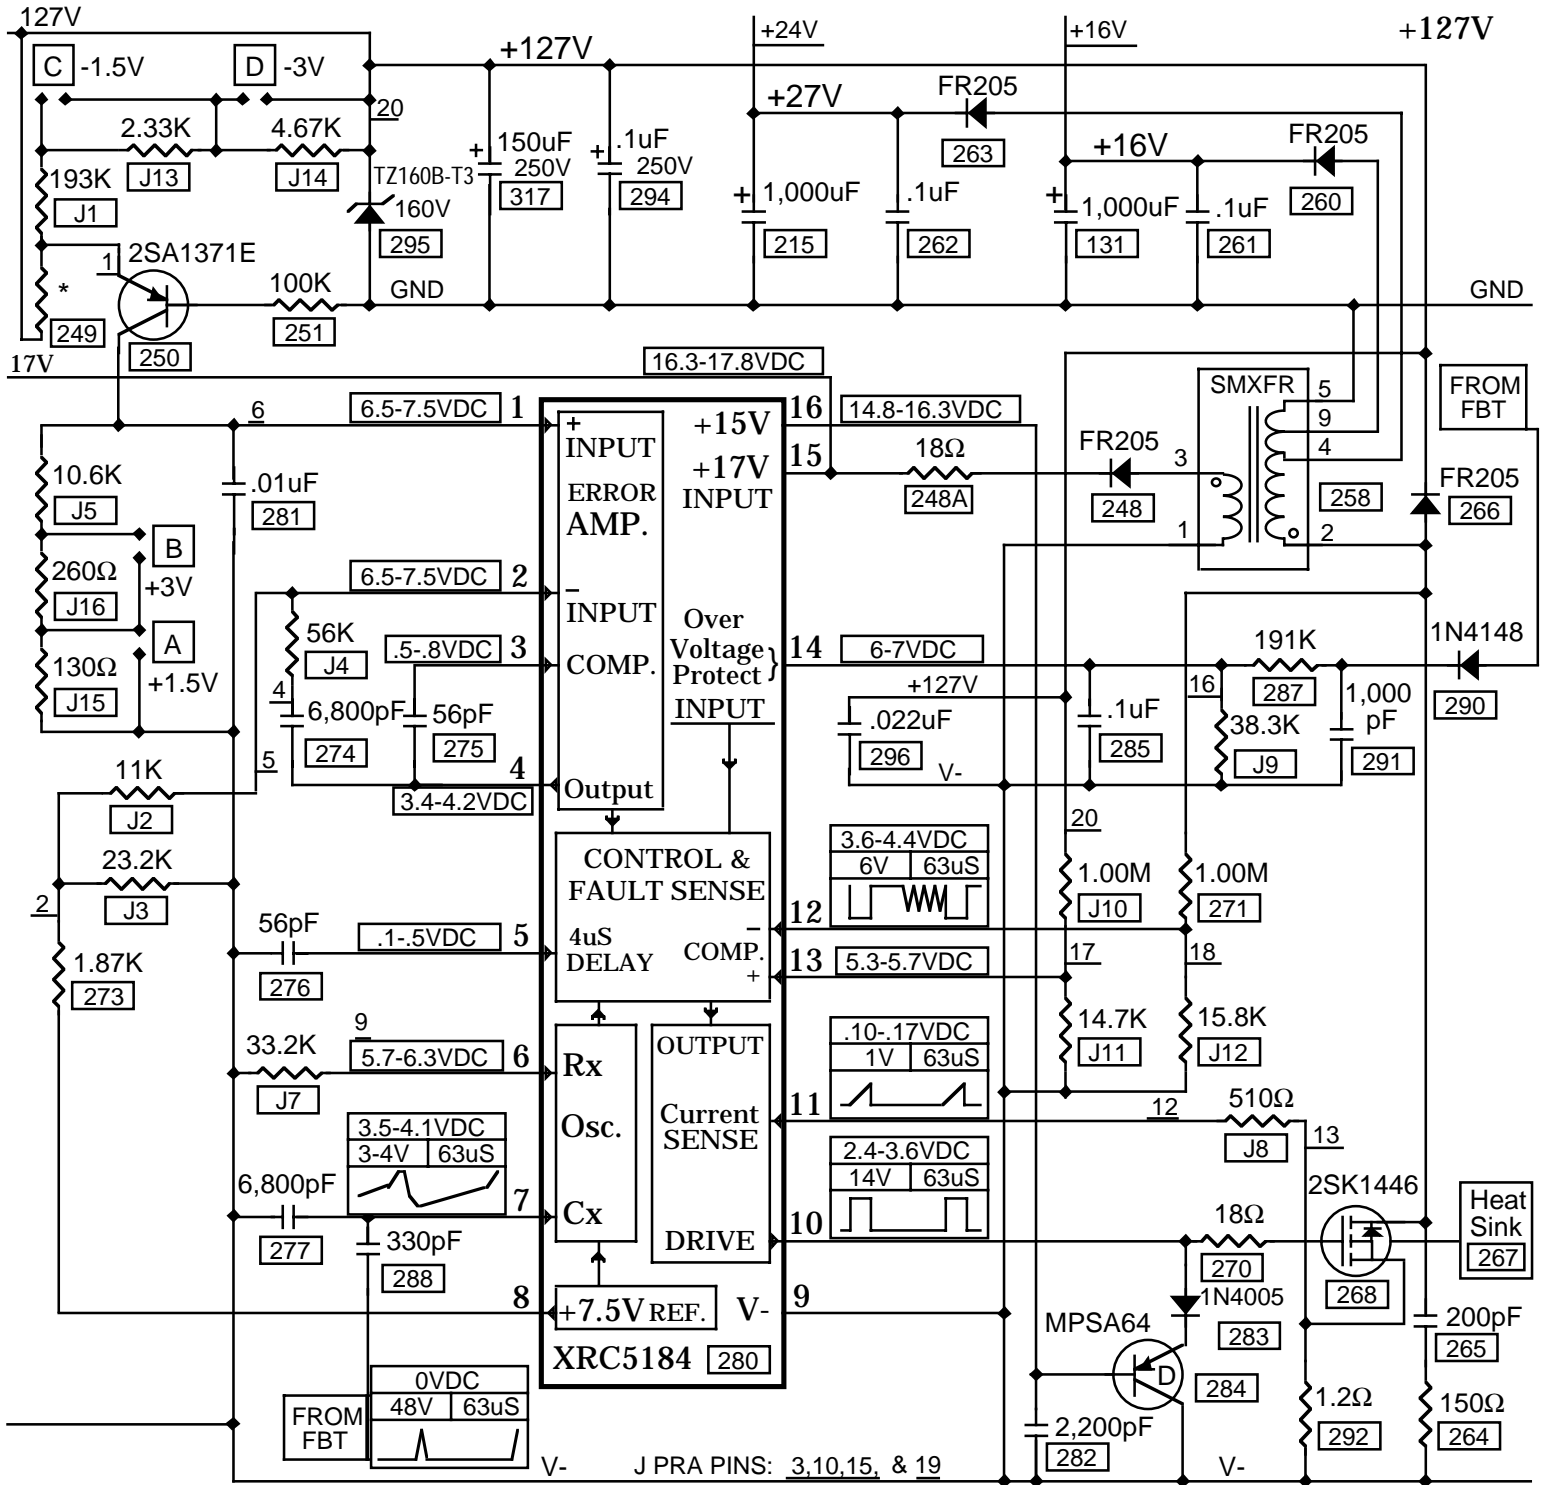 127V
+24V
+16V
+127V
C -1.5V
D -3V
+127V
20
+27V
FR205
263
FR205
260
2.33K
J13
4.67K
J14
193K
J1
TZ160B-T3
160V
295
+ 150uF
250V
317
+ .1uF
250V
294
+ 1,000uF
215
.1uF
262
+16V
+ 1,000uF
131
.1uF
261
1
2SA1371E
*
249
250
100K
251
GND
GND
17V
16.3-17.8VDC
SMXFR
5
9
4
3
1
2
258
FROM
FBT
6
6.5-7.5VDC
1
+
INPUT
ERROR
AMP.
16
+15V
14.8-16.3VDC
15
+17V
INPUT
18Ω
248A
FR205
248
FR205
266
10.6K
J5
.01uF
281
B
+3V
260Ω
J16
A
+1.5V
130Ω
J15
6.5-7.5VDC
2
–
INPUT
56K
J4
.5-.8VDC
3
COMP.
4
6,800pF
274
56pF
275
5
4
Output
3.4-4.2VDC
Over
Voltage
Protect }
INPUT
14
6-7VDC
+127V
.022uF
296
V-
.1uF
285
16
38.3K
J9
191K
287
1,000
pF
291
1N4148
290
11K
J2
23.2K
J3
2
1.87K
273
56pF
276
.1-.5VDC
5
CONTROL &
FAULT SENSE
4uS
DELAY
COMP.
–
+
3.6-4.4VDC
6V 63uS
12
13
5.3-5.7VDC
20
1.00M
J10
1.00M
271
17
18
14.7K
J11
15.8K
J12
33.2K
J7
9
5.7-6.3VDC
6
Rx
Osc.
Cx
OUTPUT
Current
SENSE
DRIVE
.10-.17VDC
1V 63uS
11
12
510Ω
J8
13
3.5-4.1VDC
3-4V 63uS
7
6,800pF
277
330pF
288
2.4-3.6VDC
14V 63uS
10
18Ω
270
2SK1446
268
Heat
Sink
267
8
+7.5V REF.
V-
9
XRC5184 280
1N4005
283
MPSA64
D
284
200pF
265
1.2Ω
292
150Ω
264
2,200pF
282
FROM
FBT
0VDC
48V 63uS
V-
J PRA PINS: 3,10,15, & 19
V-